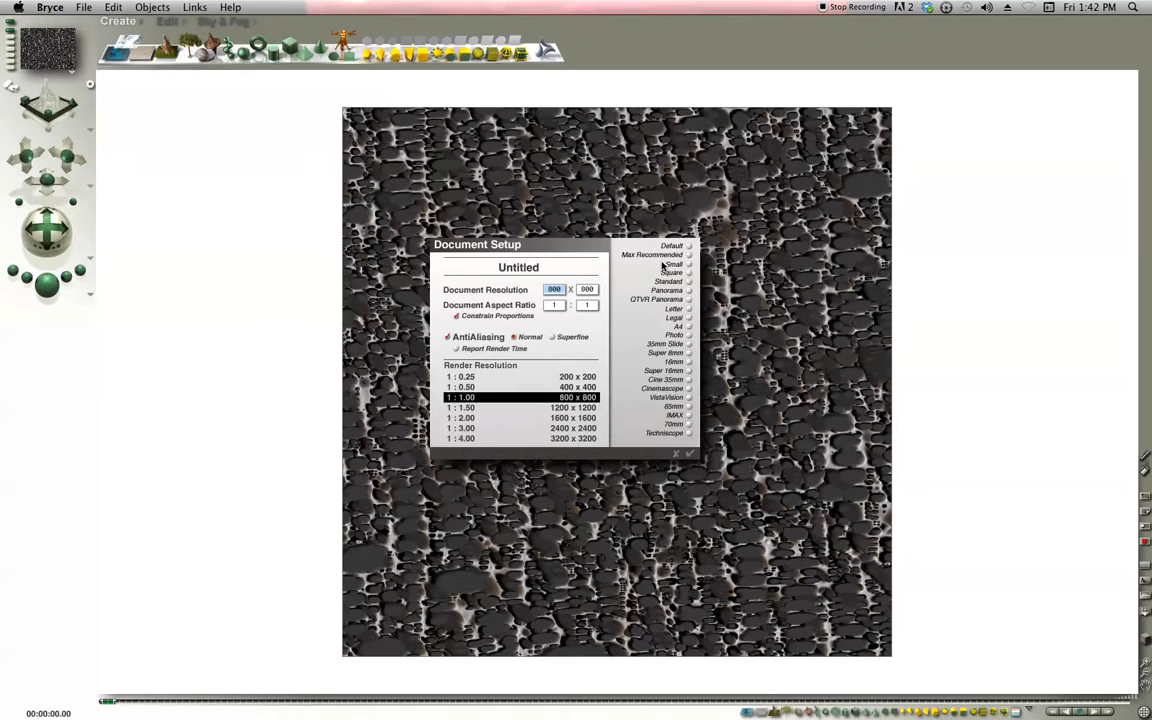 Bryce File Edit Objects Links Help Stop Recording 2 Fri 1:42 PM
Create Edit Sky & Fog
Document Setup
Untitled
Document Resolution 800 X 800
Document Aspect Ratio 1 : 1
Constrain Proportions
AntiAliasing Normal Superfine
Report Render Time
Render Resolution
1 : 0.25 200 x 200
1 : 0.50 400 x 400
1 : 1.00 800 x 800
1 : 1.50 1200 x 1200
1 : 2.00 1600 x 1600
1 : 3.00 2400 x 2400
1 : 4.00 3200 x 3200
Default
Max Recommended
Small
Square
Standard
Panorama
QTVR Panorama
Letter
Legal
A4
Photo
35mm Slide
Super 8mm
16mm
Super 16mm
Cine 35mm
Cinemascope
VistaVision
65mm
IMAX
70mm
Techniscope
00:00:00.00